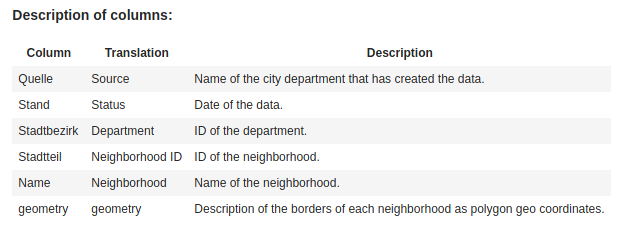 Description of columns:
Column Translation Description
Quelle Source Name of the city department that has created the data.
Stand Status Date of the data.
Stadtbezirk Department ID of the department.
Stadtteil Neighborhood ID ID of the neighborhood.
Name Neighborhood Name of the neighborhood.
geometry geometry Description of the borders of each neighborhood as polygon geo coordinates.